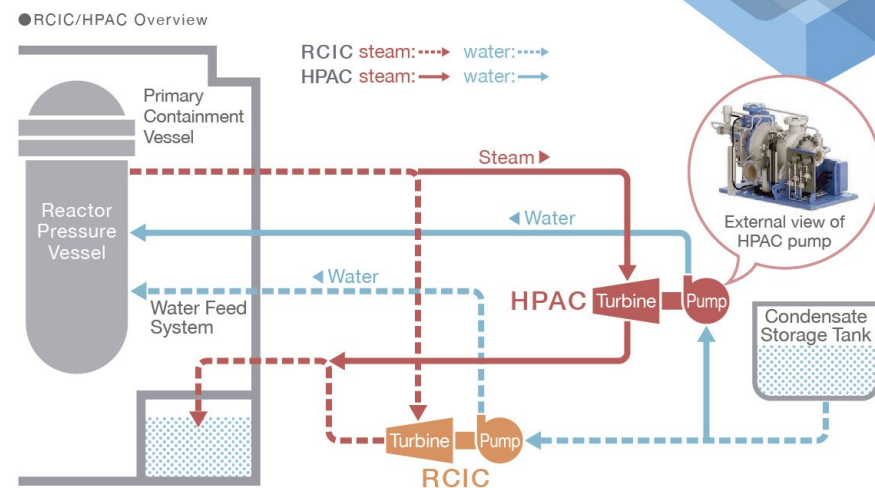 ●RCIC/HPAC Overview
RCIC steam: water:
HPAC steam: water:
Primary
Containment
Vessel
Steam ▶
Reactor
Pressure
Vessel
◀ Water
External view of
HPAC pump
◀ Water
Water Feed
System
HPAC Turbine Pump
Condensate
Storage Tank
Turbine Pump
RCIC